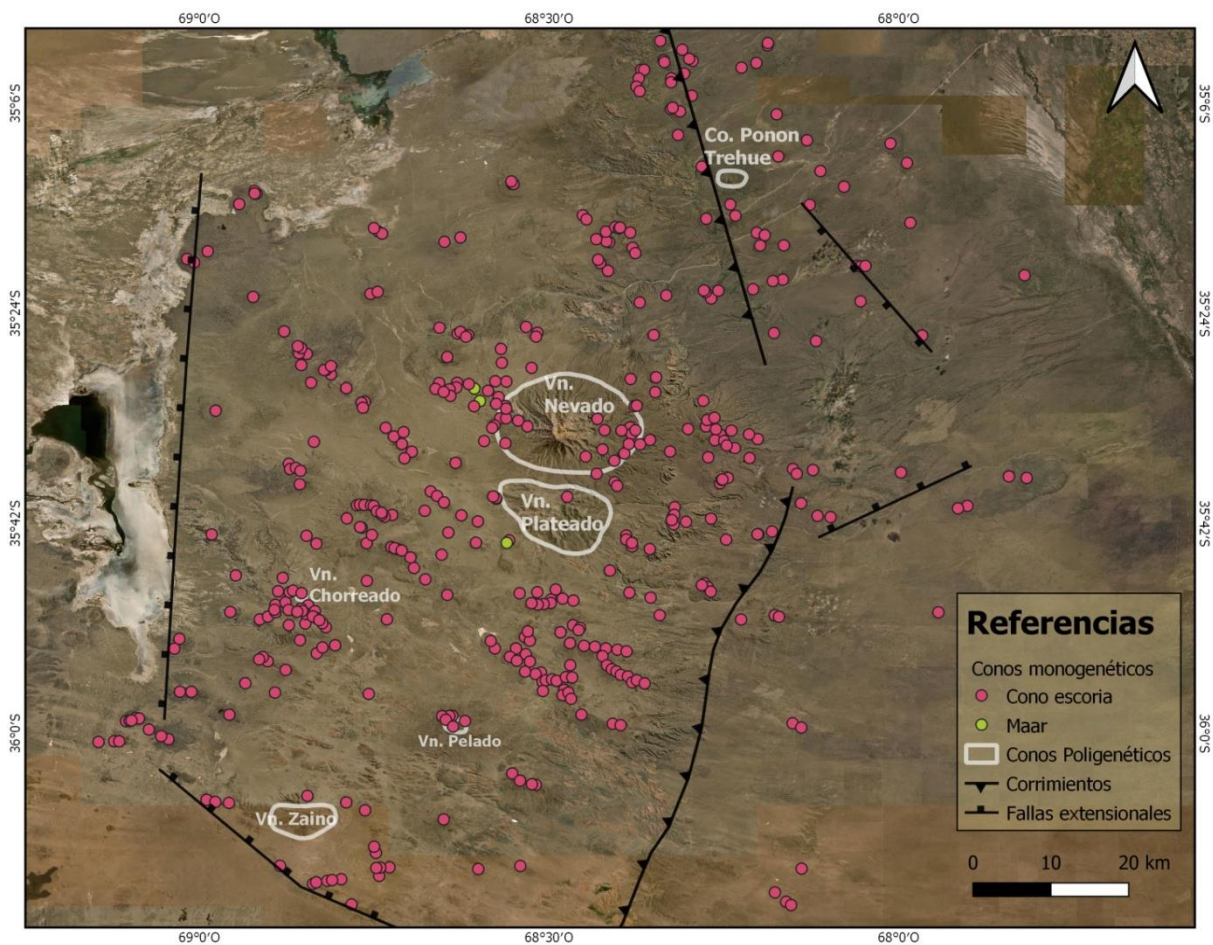 69°0'O
68°30'O
68°0'O
35°6'S
35°6'S
Co. Ponon
Trehue
35°24'S
35°24'S
Vn.
Nevado
Vn.
Plateado
35°42'S
35°42'S
Vn.
Chorreado
Referencias
Conos monogenéticos
Cono escoria
Maar
Conos Poligenéticos
Corrimientos
Fallas extensionales
36°0'S
36°0'S
Vn. Pelado
Vn. Zaino
0 10 20 km
69°0'O
68°30'O
68°0'O